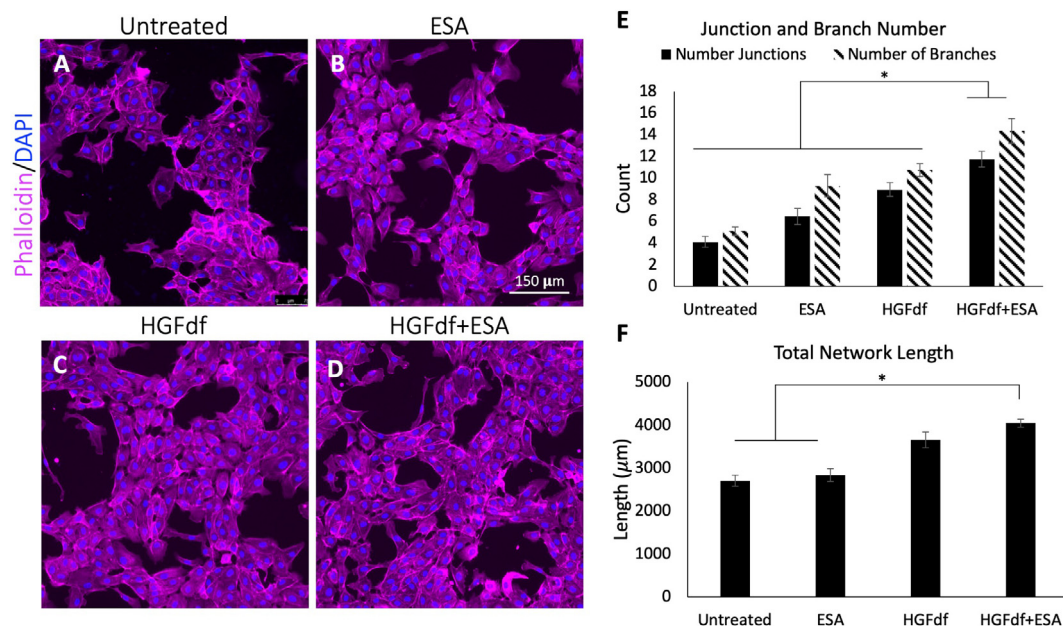 Untreated
ESA
Phalloidin/DAPI
A
B
150 μm
HGFdf
HGFdf+ESA
C
D
E
Junction and Branch Number
Number Junctions
Number of Branches
*
18
16
14
12
10
8
6
4
2
0
Count
Untreated
ESA
HGFdf
HGFdf+ESA
F
Total Network Length
*
5000
4000
3000
2000
1000
0
Length (μm)
Untreated
ESA
HGFdf
HGFdf+ESA